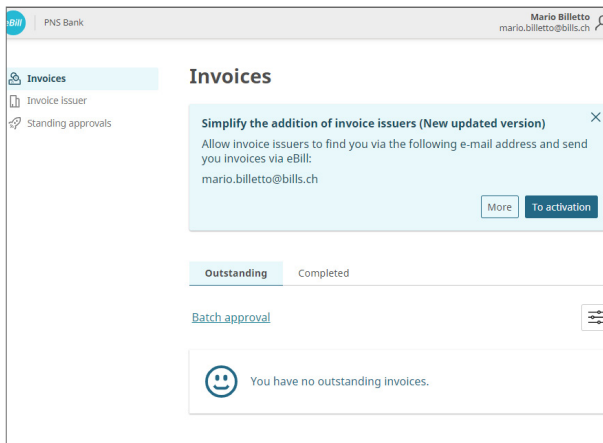 eBill
PNS Bank
Mario Billetto
mario.billetto@bills.ch
Invoices
Invoice issuer
Standing approvals
Invoices
Simplify the addition of invoice issuers (New updated version)
Allow invoice issuers to find you via the following e-mail address and send
you invoices via eBill:
mario.billetto@bills.ch
More
To activation
Outstanding
Completed
Batch approval
You have no outstanding invoices.